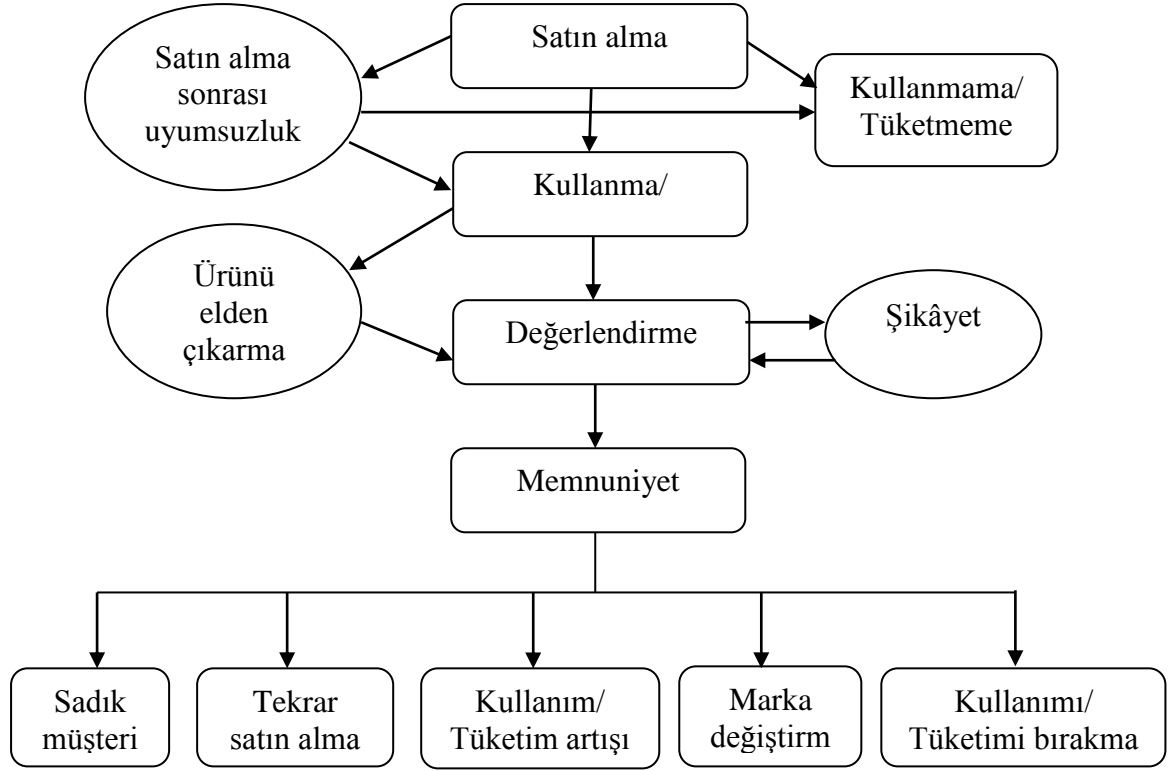 Satın alma
Satın alma
sonrası
uyumsuzluk
Kullanmama/
Tüketmeme
Kullanma/
Ürünü
elden
çıkarma
Değerlendirme
Şikâyet
Memnuniyet
Sadık
müşteri
Tekrar
satın alma
Kullanım/
Tüketim artışı
Marka
değiştirm
Kullanımı/
Tüketimi bırakma